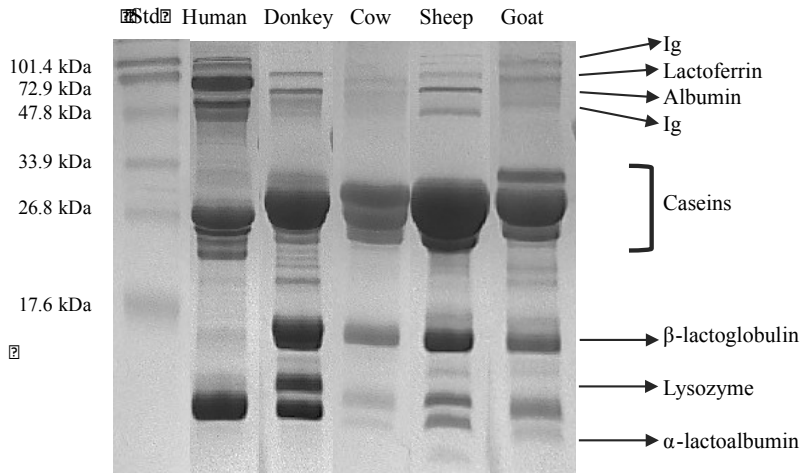 Std Human Donkey Cow Sheep Goat
101.4 kDa
72.9 kDa
47.8 kDa
33.9 kDa
26.8 kDa
17.6 kDa
Ig
Lactoferrin
Albumin
Ig
Caseins
β-lactoglobulin
Lysozyme
α-lactoalbumin